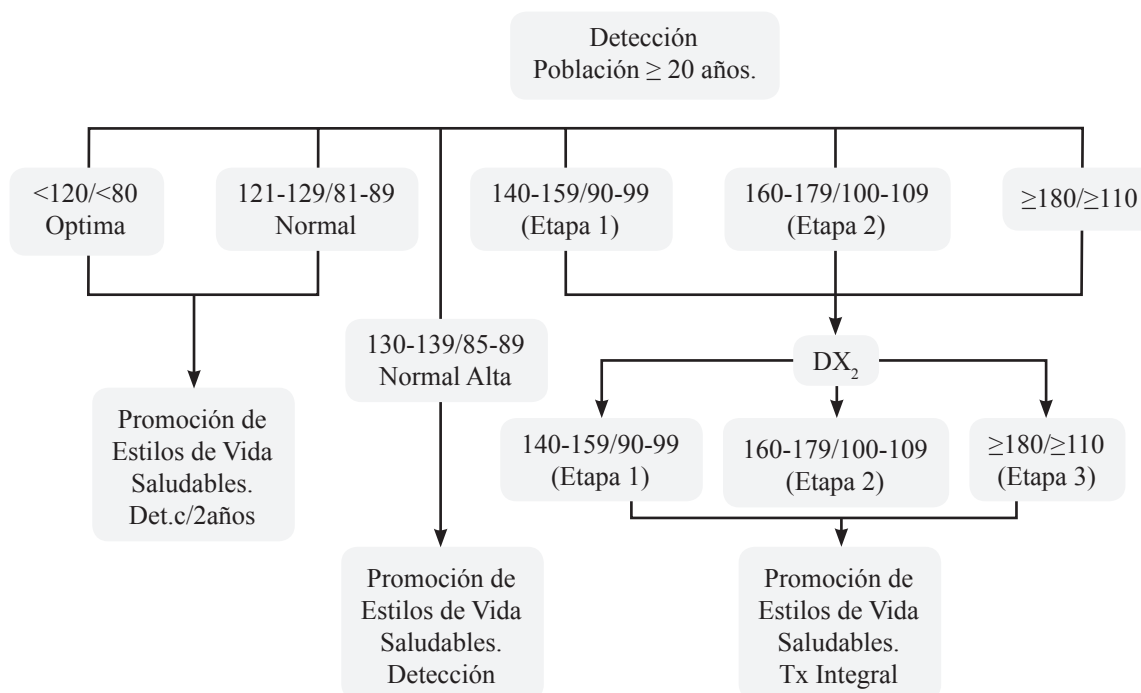 Detección
Población ≥ 20 años.
<120/<80
Optima
121-129/81-89
Normal
140-159/90-99
(Etapa 1)
160-179/100-109
(Etapa 2)
≥180/≥110
130-139/85-89
Normal Alta
DX₂
Promoción de
Estilos de Vida
Saludables.
Det.c/2años
140-159/90-99
(Etapa 1)
160-179/100-109
(Etapa 2)
≥180/≥110
(Etapa 3)
Promoción de
Estilos de Vida
Saludables.
Detección
Promoción de
Estilos de Vida
Saludables.
Tx Integral